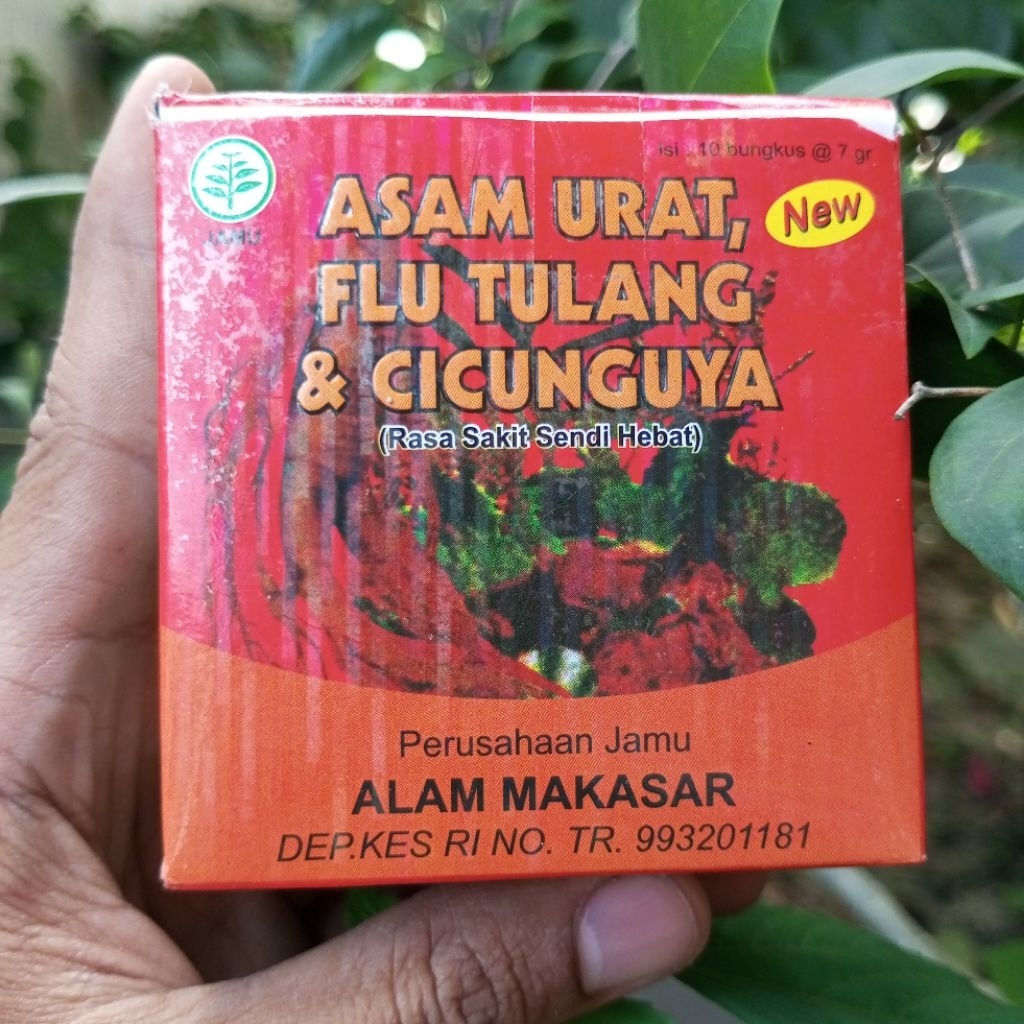 isi : 10 bungkus @ 7 gr
JAMU
ASAM URAT,
New
FLU TULANG
& CICUNGUYA
(Rasa Sakit Sendi Hebat)
Perusahaan Jamu
ALAM MAKASAR
DEP.KES RI NO. TR. 993201181